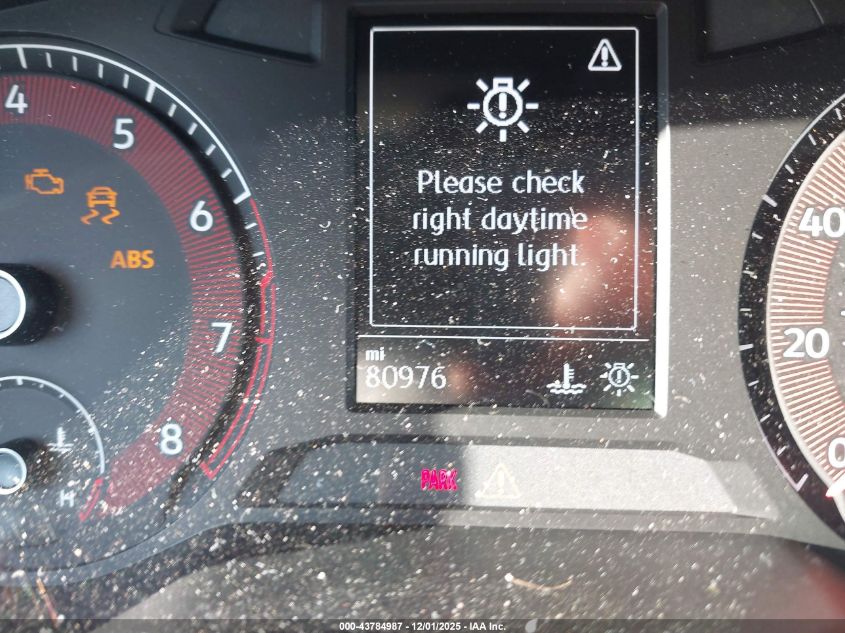 4
5
6
7
8
ABS
H
Please check
right daytime
running light.
mi
80976
PARK
40
20
0
000-43784987 - 12/01/2025 - IAA Inc.